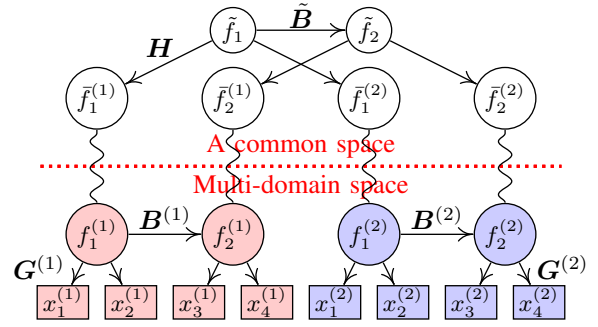 f̃₁ B̃ f̃₂
H
f̄₁⁽¹⁾ f̄₂⁽¹⁾ f̄₁⁽²⁾ f̄₂⁽²⁾
A common space
Multi-domain space
f₁⁽¹⁾ B⁽¹⁾ f₂⁽¹⁾ f₁⁽²⁾ B⁽²⁾ f₂⁽²⁾
G⁽¹⁾ G⁽²⁾
x₁⁽¹⁾ x₂⁽¹⁾ x₃⁽¹⁾ x₄⁽¹⁾ x₁⁽²⁾ x₂⁽²⁾ x₃⁽²⁾ x₄⁽²⁾